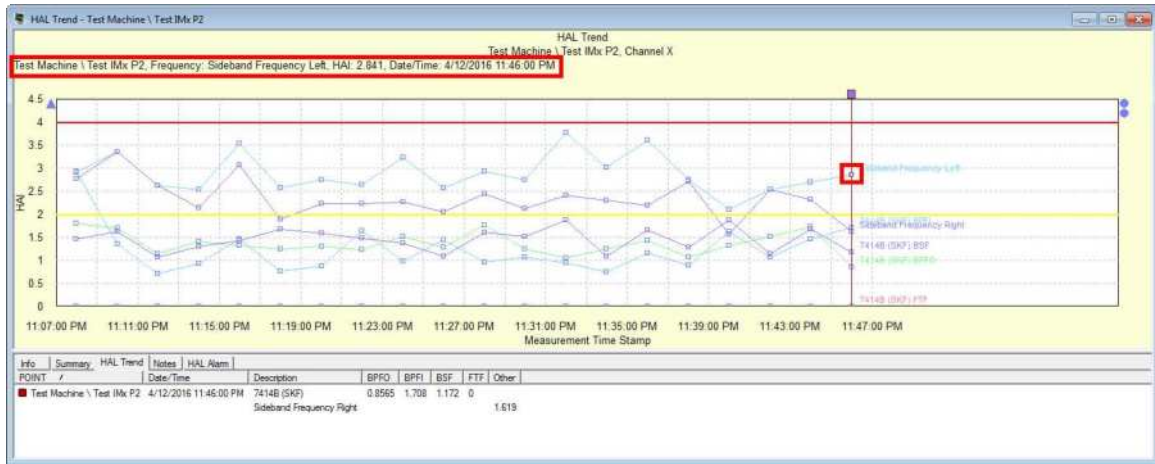 HAL Trend - Test Machine \ Test IMx P2
HAL Trend
Test Machine \ Test IMx P2, Channel X
Test Machine \ Test IMx P2, Frequency: Sideband Frequency Left, HAI: 2.841, Date/Time: 4/12/2016 11:46:00 PM
4.5
4
3.5
3
2.5
2
1.5
1
0.5
0
HAI
Sideband Frequency Left
Sideband Frequency Right
7414B (SKF) BSF
7414B (SKF) BPFO
7414B (SKF) FTF
11:07:00 PM 11:11:00 PM 11:15:00 PM 11:19:00 PM 11:23:00 PM 11:27:00 PM 11:31:00 PM 11:35:00 PM 11:39:00 PM 11:43:00 PM 11:47:00 PM
Measurement Time Stamp
Info Summary HAL Trend Notes HAL Alarm
POINT / Date/Time Description BPFO BPFI BSF FTF Other
Test Machine \ Test IMx P2 4/12/2016 11:46:00 PM 7414B (SKF) 0.8565 1.708 1.172 0
Sideband Frequency Right 1.619